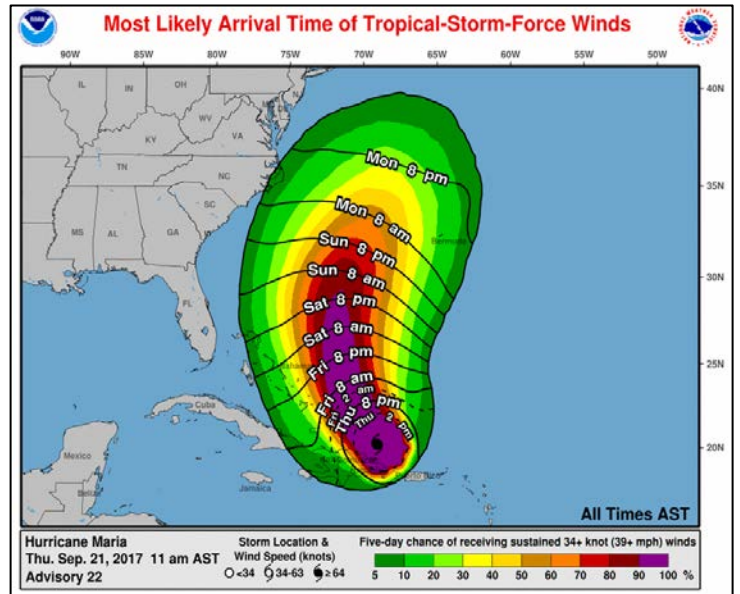 Most Likely Arrival Time of Tropical-Storm-Force Winds
90W 85W 80W 75W 70W 65W 60W 55W 50W
40N
35N
30N
25N
20N
IL IN OH NJ
WV
KY VA
TN NC
SC
MS AL GA
FL
Bermuda
Cuba
Mexico
Belize
Jamaica
Mon 8 pm
Mon 8 am
Sun 8 pm
Sun 8 am
Sat 8 pm
Sat 8 am
Fri 8 pm
Fri 8 am
Fri 2 am
Thu 8 pm
Thu 2 pm
All Times AST
Hurricane Maria
Thu. Sep. 21, 2017 11 am AST
Advisory 22
Storm Location &
Wind Speed (knots)
<34 34-63 ≥64
Five-day chance of receiving sustained 34+ knot (39+ mph) winds
5 10 20 30 40 50 60 70 80 90 100 %